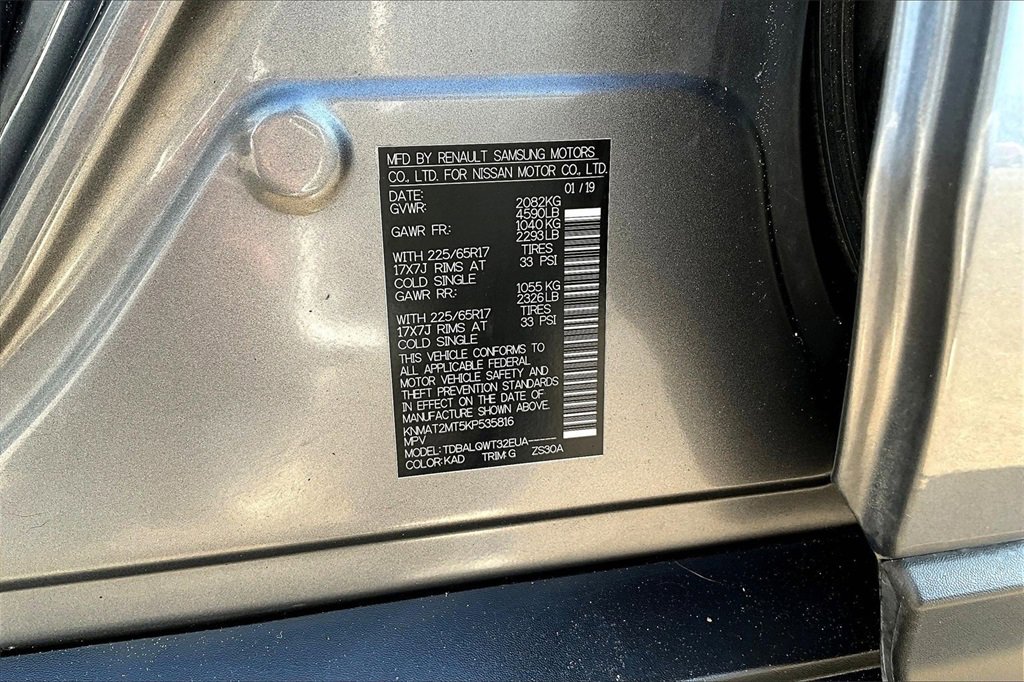 MFD BY RENAULT SAMSUNG MOTORS
CO., LTD. FOR NISSAN MOTOR CO., LTD.
DATE: 01/19
GVWR: 2082KG
4590LB
GAWR FR: 1040 KG
2293LB
WITH 225/65R17 TIRES
17X7J RIMS AT 33 PSI
COLD SINGLE
GAWR RR: 1055 KG
2326LB
WITH 225/65R17 TIRES
17X7J RIMS AT 33 PSI
COLD SINGLE
THIS VEHICLE CONFORMS TO
ALL APPLICABLE FEDERAL
MOTOR VEHICLE SAFETY AND
THEFT PREVENTION STANDARDS
IN EFFECT ON THE DATE OF
MANUFACTURE SHOWN ABOVE.
KNMAT2MT5KP535816
MPV
MODEL: TDBALQWT32EUA-----
COLOR: KAD TRIM: G ZS30A